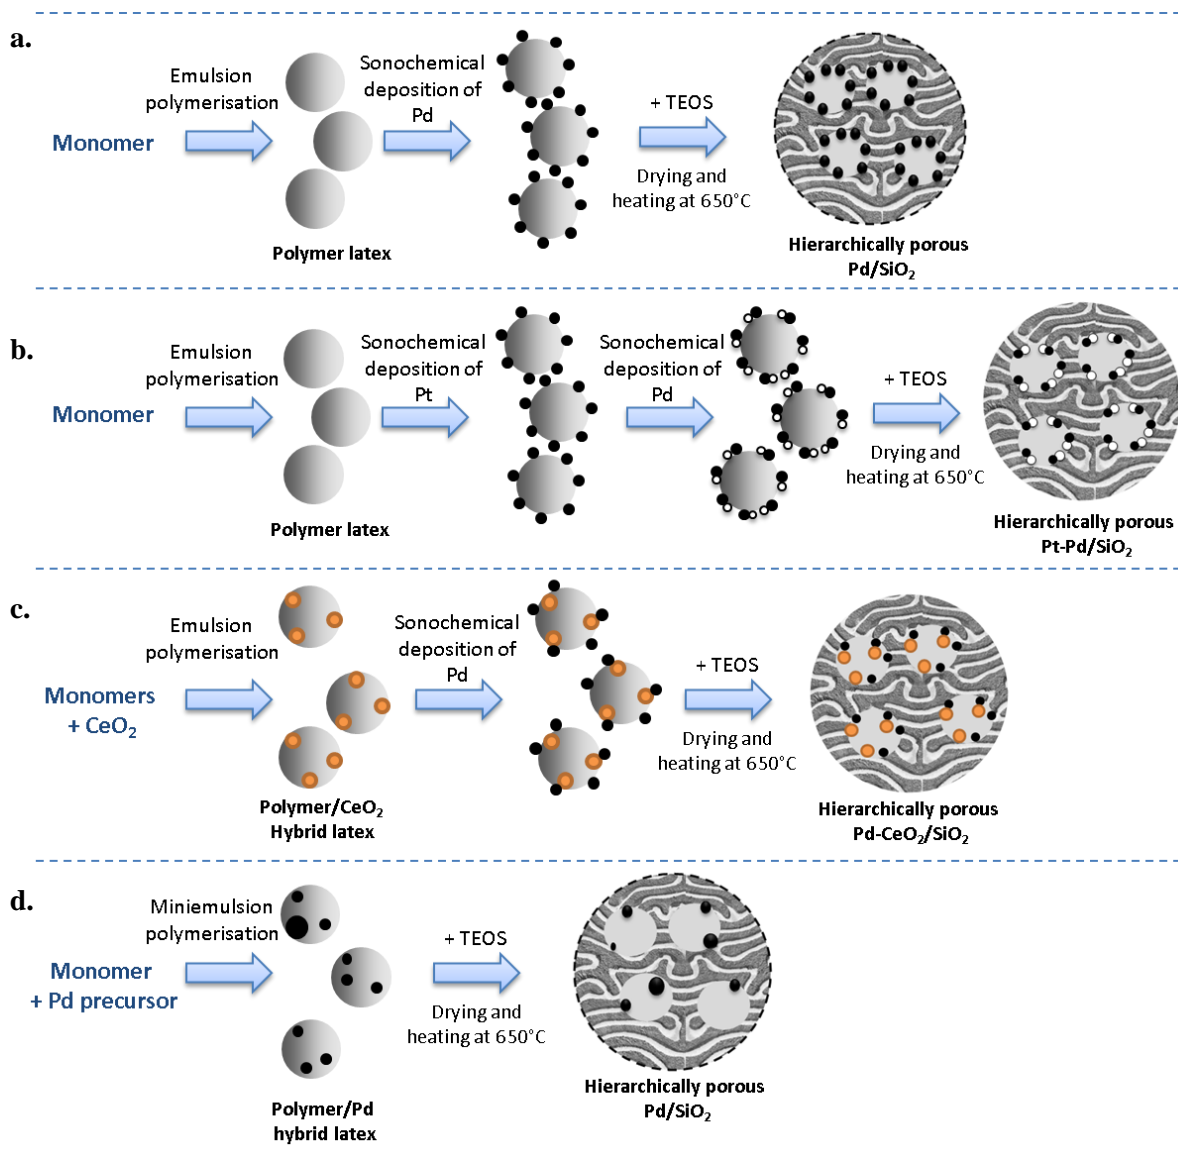 a.
Emulsion
polymerisation
Monomer
Polymer latex
Sonochemical
deposition of
Pd
+ TEOS
Drying and
heating at 650°C
Hierarchically porous
Pd/SiO₂
b.
Emulsion
polymerisation
Monomer
Polymer latex
Sonochemical
deposition of
Pt
Sonochemical
deposition of
Pd
+ TEOS
Drying and
heating at 650°C
Hierarchically porous
Pt-Pd/SiO₂
c.
Emulsion
polymerisation
Monomers
+ CeO₂
Polymer/CeO₂
Hybrid latex
Sonochemical
deposition of
Pd
+ TEOS
Drying and
heating at 650°C
Hierarchically porous
Pd-CeO₂/SiO₂
d.
Miniemulsion
polymerisation
Monomer
+ Pd precursor
Polymer/Pd
hybrid latex
+ TEOS
Drying and
heating at 650°C
Hierarchically porous
Pd/SiO₂